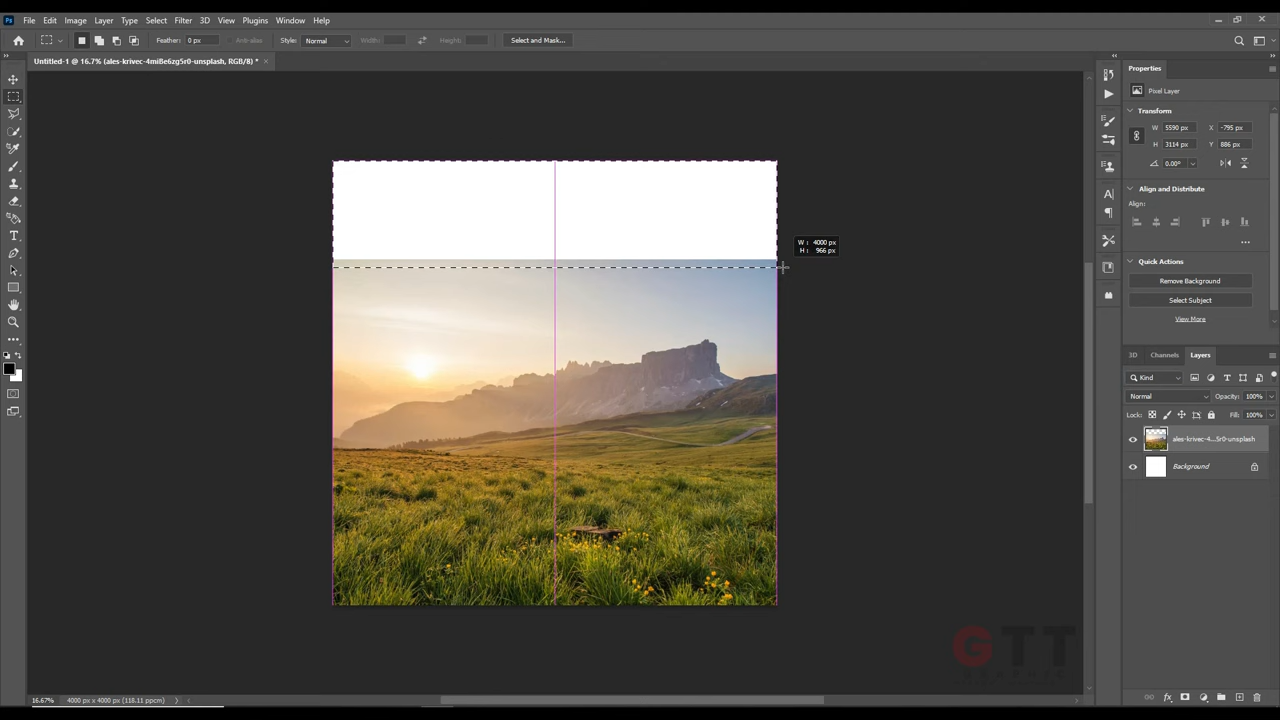 Ps File Edit Image Layer Type Select Filter 3D View Plugins Window Help
Feather: 0 px Anti-alias Style: Normal Width: Height: Select and Mask...
Untitled-1 @ 16.7% (ales-krivec-4miBe6zg5r0-unsplash, RGB/8) * ×
Properties
Pixel Layer
Transform
W 5590 px X -795 px
H 3114 px Y 886 px
0.00°
Align and Distribute
Align:
W : 4000 px
H : 966 px
Quick Actions
Remove Background
Select Subject
View More
3D Channels Layers
Kind
Normal Opacity: 100%
Lock: Fill: 100%
ales-krivec-4...5r0-unsplash
Background
GTT
16.67% 4000 px x 4000 px (118.11 ppcm)